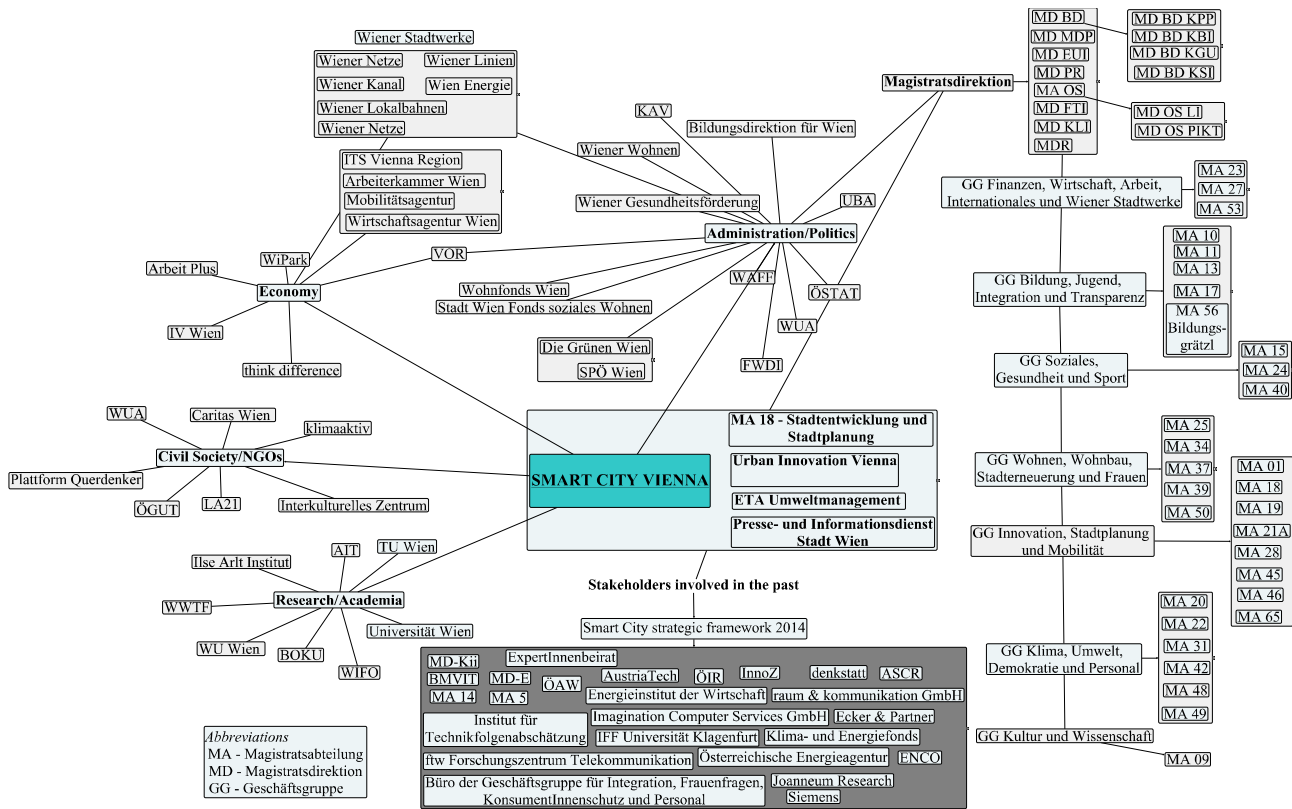 Wiener Stadtwerke
Wiener Netze
Wiener Linien
Wiener Kanal
Wien Energie
Wiener Lokalbahnen
Wiener Netze
ITS Vienna Region
Arbeiterkammer Wien
Mobilitätsagentur
Wirtschaftsagentur Wien
Arbeit Plus
WiPark
VOR
Economy
IV Wien
think difference
KAV
Bildungsdirektion für Wien
Wiener Wohnen
Wiener Gesundheitsförderung
UBA
Administration/Politics
WAFF
ÖSTAT
Wohnfonds Wien
Stadt Wien Fonds soziales Wohnen
WUA
Die Grünen Wien
SPÖ Wien
FWDI
Magistratsdirektion
MD BD
MD MDP
MD EUI
MD PR
MA OS
MD FTI
MD KLI
MDR
MD BD KPP
MD BD KBI
MD BD KGU
MD BD KSI
MD OS LI
MD OS PIKT
GG Finanzen, Wirtschaft, Arbeit,
Internationales und Wiener Stadtwerke
MA 23
MA 27
MA 53
GG Bildung, Jugend,
Integration und Transparenz
MA 10
MA 11
MA 13
MA 17
MA 56
Bildungs-
grätzl
GG Soziales,
Gesundheit und Sport
MA 15
MA 24
MA 40
GG Wohnen, Wohnbau,
Stadterneuerung und Frauen
MA 25
MA 34
MA 37
MA 39
MA 50
GG Innovation, Stadtplanung
und Mobilität
MA 01
MA 18
MA 19
MA 21A
MA 28
MA 45
MA 46
MA 65
GG Klima, Umwelt,
Demokratie und Personal
MA 20
MA 22
MA 31
MA 42
MA 48
MA 49
GG Kultur und Wissenschaft
MA 09
SMART CITY VIENNA
MA 18 - Stadtentwicklung und
Stadtplanung
Urban Innovation Vienna
ETA Umweltmanagement
Presse- und Informationsdienst
Stadt Wien
WUA
Caritas Wien
klimaaktiv
Civil Society/NGOs
Plattform Querdenker
ÖGUT
LA21
Interkulturelles Zentrum
Ilse Arlt Institut
AIT
TU Wien
WWTF
Research/Academia
Universität Wien
WU Wien
BOKU
WIFO
Stakeholders involved in the past
Smart City strategic framework 2014
MD-Kii
ExpertInnenbeirat
BMVIT
MD-E
ÖAW
AustriaTech
ÖIR
InnoZ
denkstatt
ASCR
MA 14
MA 5
Energieinstitut der Wirtschaft
raum & kommunikation GmbH
Institut für
Technikfolgenabschätzung
Imagination Computer Services GmbH
Ecker & Partner
IFF Universität Klagenfurt
Klima- und Energiefonds
ftw Forschungszentrum Telekommunikation
Österreichische Energieagentur
ENCO
Büro der Geschäftsgruppe für Integration, Frauenfragen,
KonsumentInnenschutz und Personal
Joanneum Research
Siemens
Abbreviations
MA - Magistratsabteilung
MD - Magistratsdirektion
GG - Geschäftsgruppe